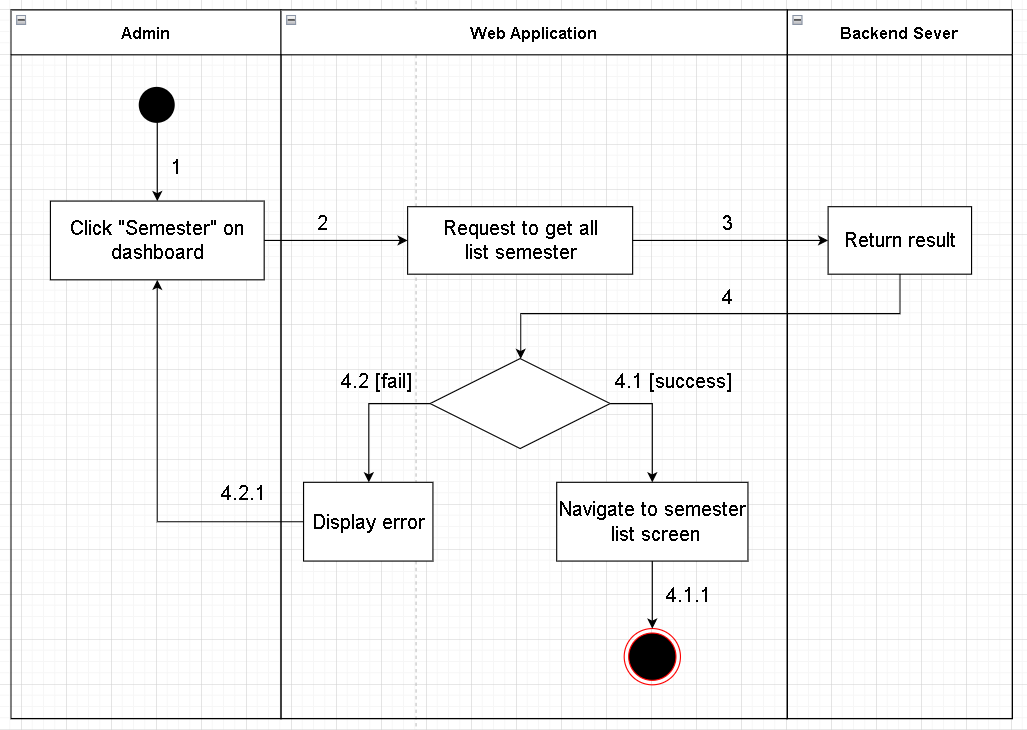 Admin
Web Application
Backend Sever
1
Click "Semester" on
dashboard
2
Request to get all
list semester
3
Return result
4
4.2 [fail]
4.1 [success]
4.2.1
Display error
Navigate to semester
list screen
4.1.1